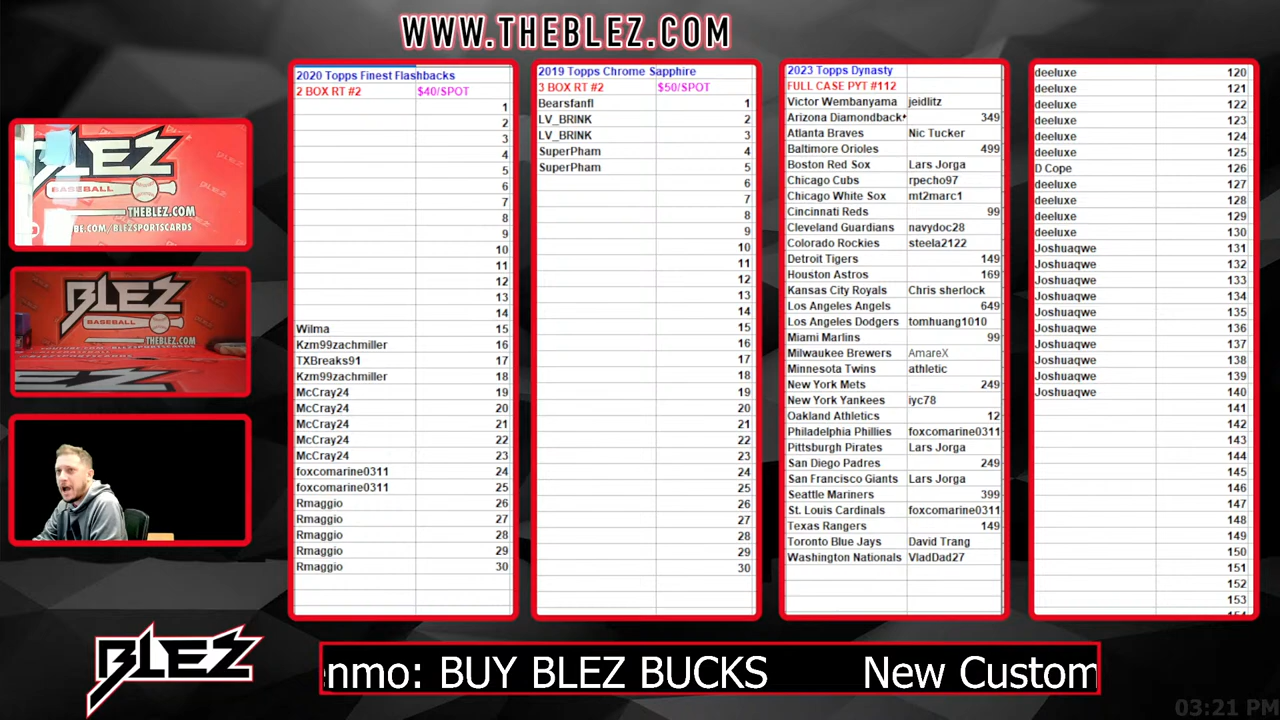 WWW.THEBLEZ.COM
BLEZ
BASEBALL
THEBLEZ.COM
BE.COM/BLEZSPORTSCARDS
BLEZ
BASEBALL
THEBLEZ.COM
2020 Topps Finest Flashbacks
2 BOX RT #2 $40/SPOT
1
2
3
4
5
6
7
8
9
10
11
12
13
14
Wilma 15
Kzm99zachmiller 16
TXBreaks91 17
Kzm99zachmiller 18
McCray24 19
McCray24 20
McCray24 21
McCray24 22
McCray24 23
foxcomarine0311 24
foxcomarine0311 25
Rmaggio 26
Rmaggio 27
Rmaggio 28
Rmaggio 29
Rmaggio 30
2019 Topps Chrome Sapphire
3 BOX RT #2 $50/SPOT
Bearsfanfl 1
LV_BRINK 2
LV_BRINK 3
SuperPham 4
SuperPham 5
6
7
8
9
10
11
12
13
14
15
16
17
18
19
20
21
22
23
24
25
26
27
28
29
30
2023 Topps Dynasty
FULL CASE PYT #112
Victor Wembanyama jeidlitz
Arizona Diamondback 349
Atlanta Braves Nic Tucker
Baltimore Orioles 499
Boston Red Sox Lars Jorga
Chicago Cubs rpecho97
Chicago White Sox mt2marc1
Cincinnati Reds 99
Cleveland Guardians navydoc28
Colorado Rockies steela2122
Detroit Tigers 149
Houston Astros 169
Kansas City Royals Chris sherlock
Los Angeles Angels 649
Los Angeles Dodgers tomhuang1010
Miami Marlins 99
Milwaukee Brewers AmareX
Minnesota Twins athletic
New York Mets 249
New York Yankees iyc78
Oakland Athletics 12
Philadelphia Phillies foxcomarine0311
Pittsburgh Pirates Lars Jorga
San Diego Padres 249
San Francisco Giants Lars Jorga
Seattle Mariners 399
St. Louis Cardinals foxcomarine0311
Texas Rangers 149
Toronto Blue Jays David Trang
Washington Nationals VladDad27
deeluxe 120
deeluxe 121
deeluxe 122
deeluxe 123
deeluxe 124
deeluxe 125
D Cope 126
deeluxe 127
deeluxe 128
deeluxe 129
deeluxe 130
Joshuaqwe 131
Joshuaqwe 132
Joshuaqwe 133
Joshuaqwe 134
Joshuaqwe 135
Joshuaqwe 136
Joshuaqwe 137
Joshuaqwe 138
Joshuaqwe 139
Joshuaqwe 140
141
142
143
144
145
146
147
148
149
150
151
152
153
BLEZ
nmo: BUY BLEZ BUCKS New Custom
03:21 PM